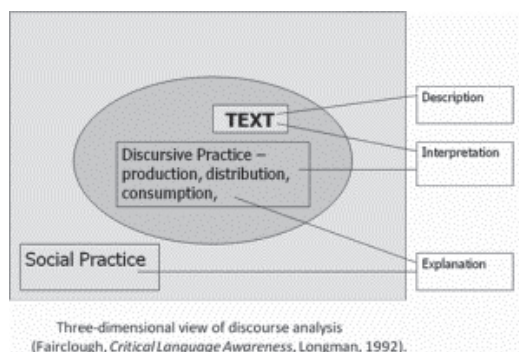 TEXT
Discursive Practice –
production, distribution,
consumption,
Social Practice
Description
Interpretation
Explanation
Three-dimensional view of discourse analysis
(Fairclough, Critical Language Awareness, Longman, 1992).